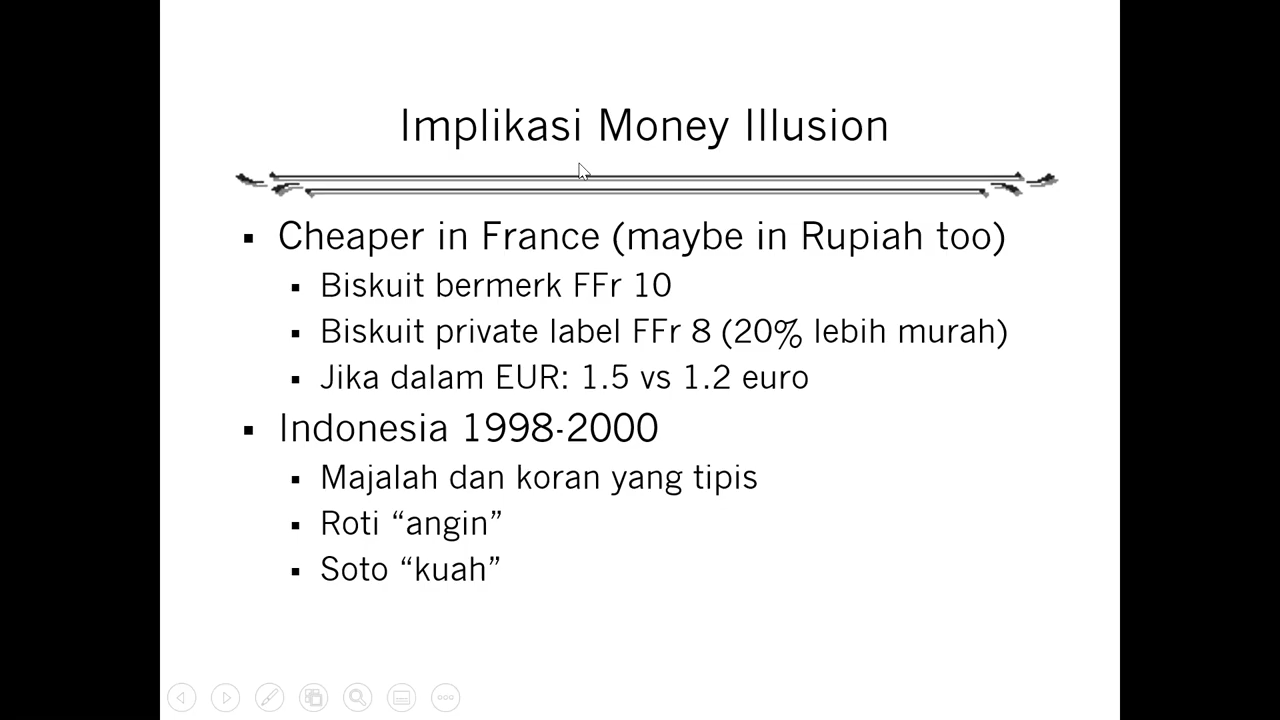 Implikasi Money Illusion
Cheaper in France (maybe in Rupiah too)
Biskuit bermerk FFr 10
Biskuit private label FFr 8 (20% lebih murah)
Jika dalam EUR: 1.5 vs 1.2 euro
Indonesia 1998-2000
Majalah dan koran yang tipis
Roti “angin”
Soto “kuah”